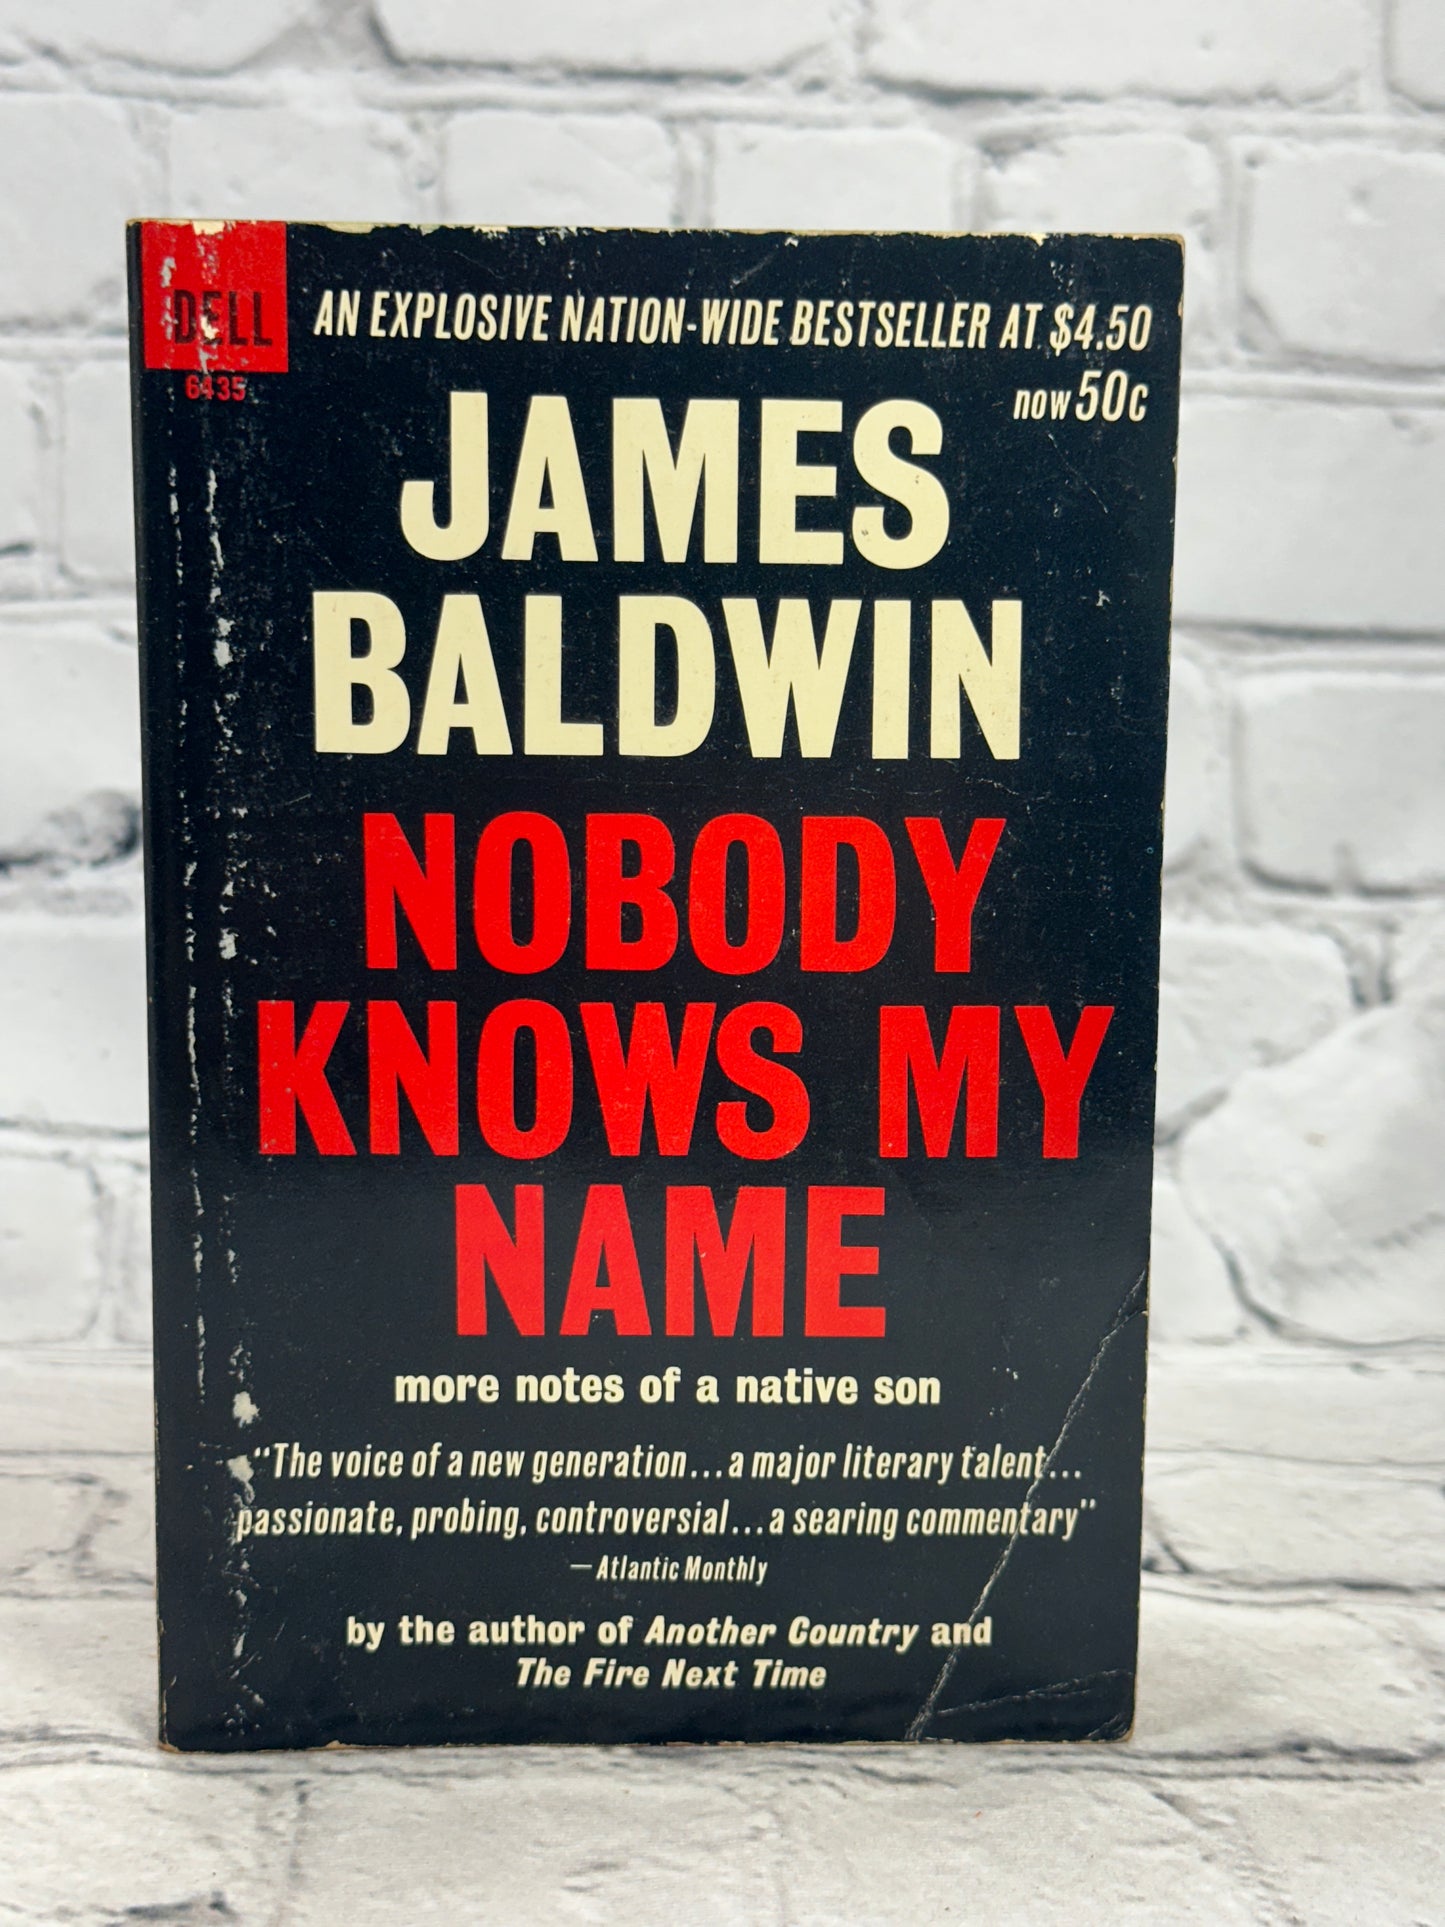 DELL
6435
AN EXPLOSIVE NATION-WIDE BESTSELLER AT $4.50
now 50c
JAMES
BALDWIN
NOBODY
KNOWS MY
NAME
more notes of a native son
"The voice of a new generation...a major literary talent...
passionate, probing, controversial...a searing commentary"
—Atlantic Monthly
by the author of Another Country and
The Fire Next Time